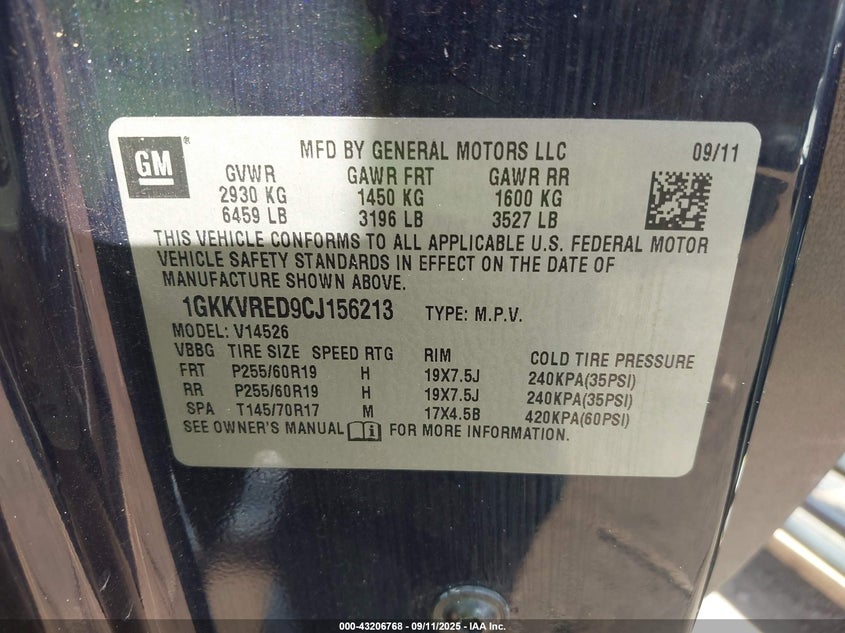 GM
®
MFD BY GENERAL MOTORS LLC 09/11
GVWR GAWR FRT GAWR RR
2930 KG 1450 KG 1600 KG
6459 LB 3196 LB 3527 LB
THIS VEHICLE CONFORMS TO ALL APPLICABLE U.S. FEDERAL MOTOR
VEHICLE SAFETY STANDARDS IN EFFECT ON THE DATE OF
MANUFACTURE SHOWN ABOVE.
1GKKVRED9CJ156213 TYPE: M.P.V.
MODEL: V14526
VBBG TIRE SIZE SPEED RTG RIM COLD TIRE PRESSURE
FRT P255/60R19 H 19X7.5J 240KPA(35PSI)
RR P255/60R19 H 19X7.5J 240KPA(35PSI)
SPA T145/70R17 M 17X4.5B 420KPA(60PSI)
SEE OWNER'S MANUAL i FOR MORE INFORMATION.
000-43206768 - 09/11/2025 - IAA Inc.